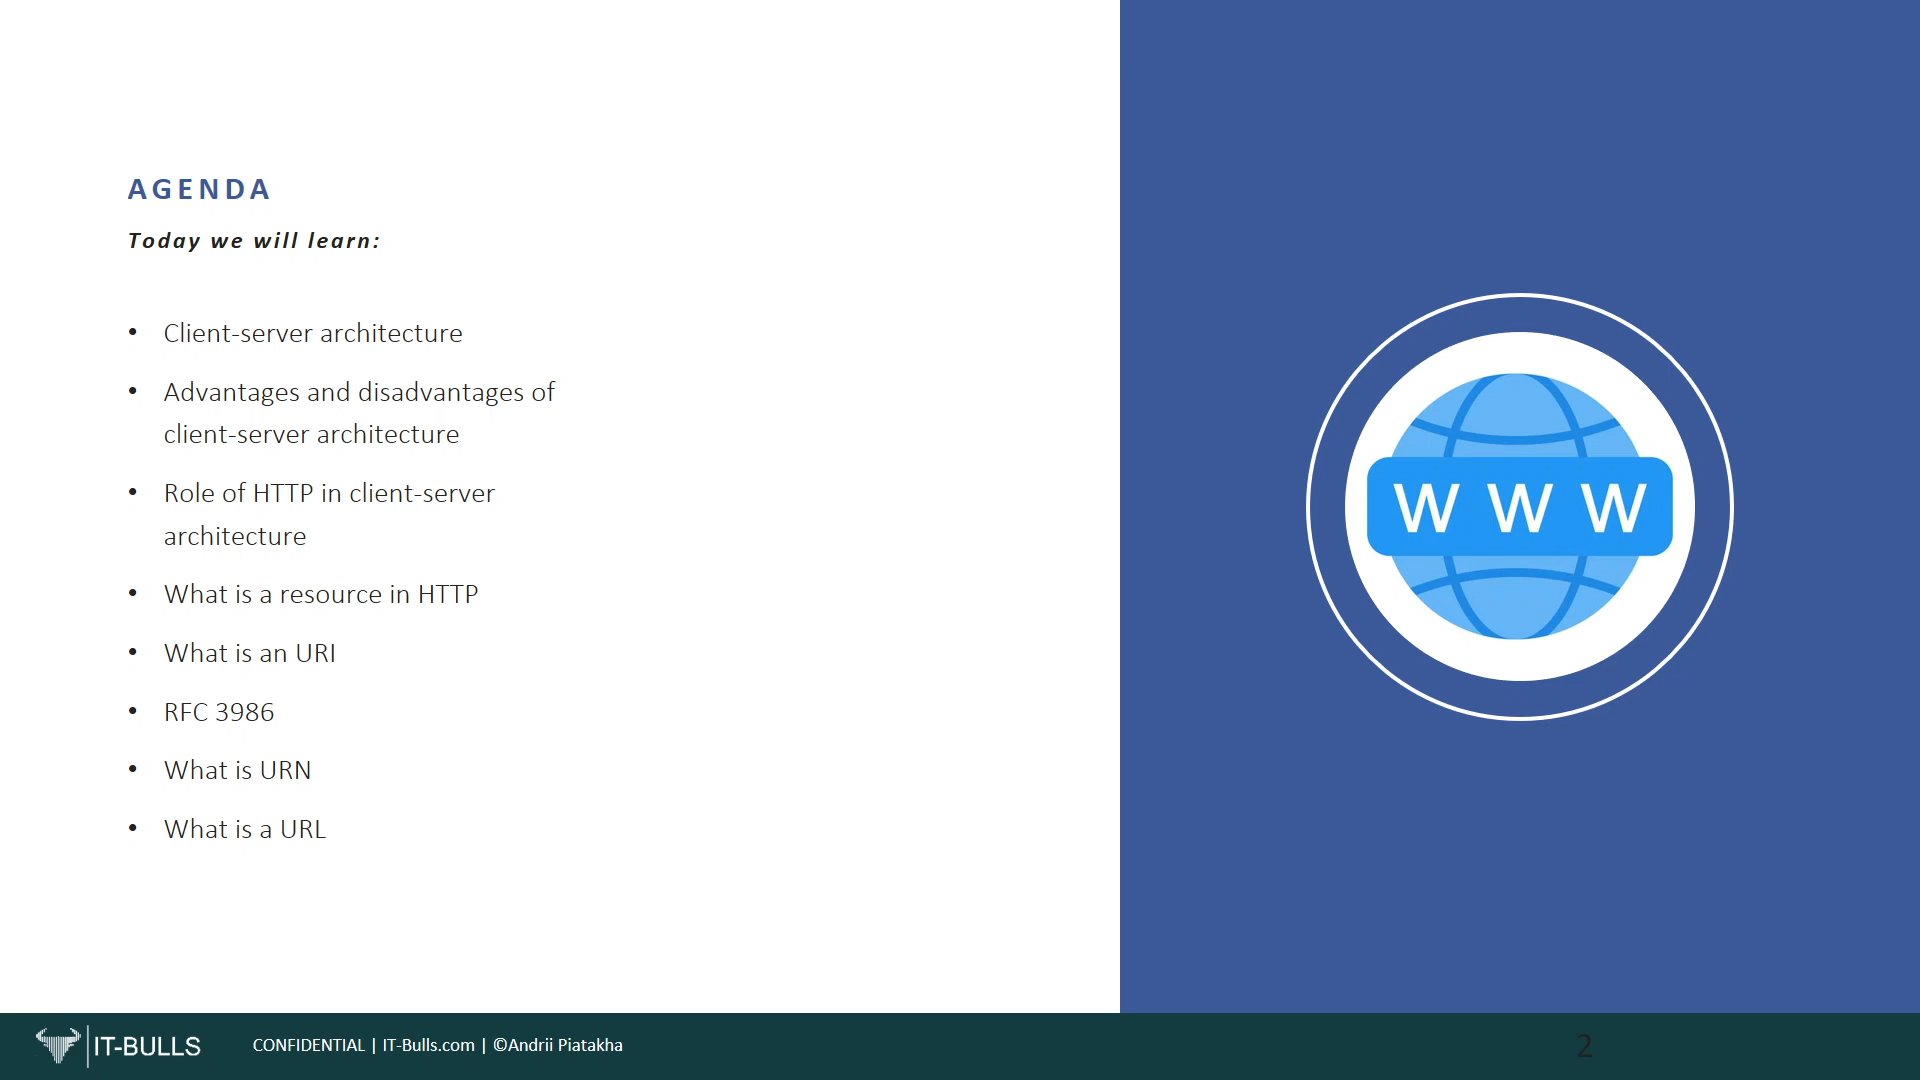 AGENDA
Today we will learn:
• Client-server architecture
• Advantages and disadvantages of
client-server architecture
• Role of HTTP in client-server
architecture
• What is a resource in HTTP
• What is an URI
• RFC 3986
• What is URN
• What is a URL
W W W
IT-BULLS
CONFIDENTIAL | IT-Bulls.com | ©Andrii Piatakha
2